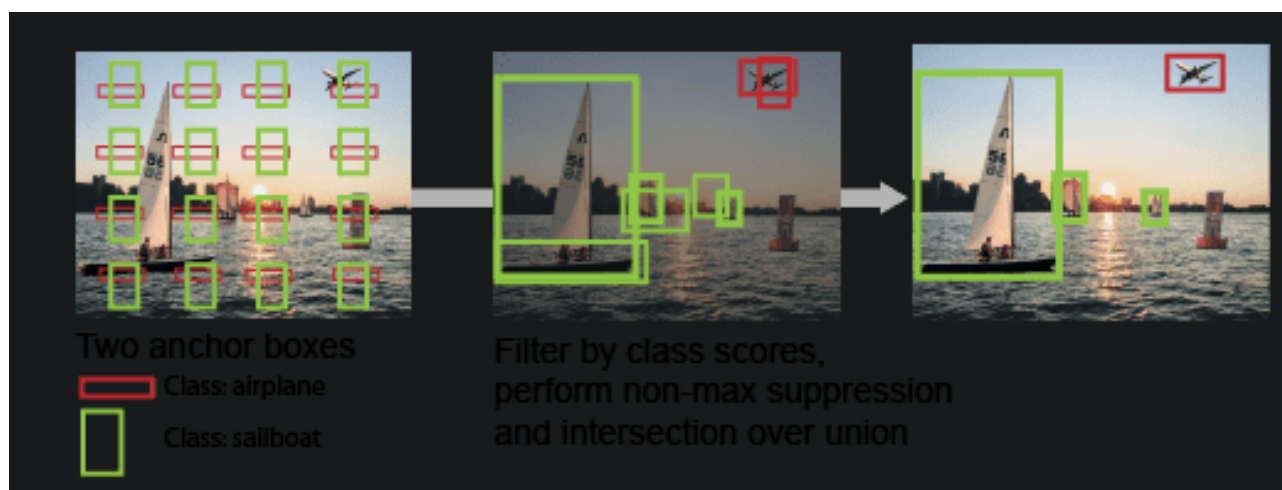 Two anchor boxes
Class: airplane
Class: sailboat
Filter by class scores,
perform non-max suppression
and intersection over union